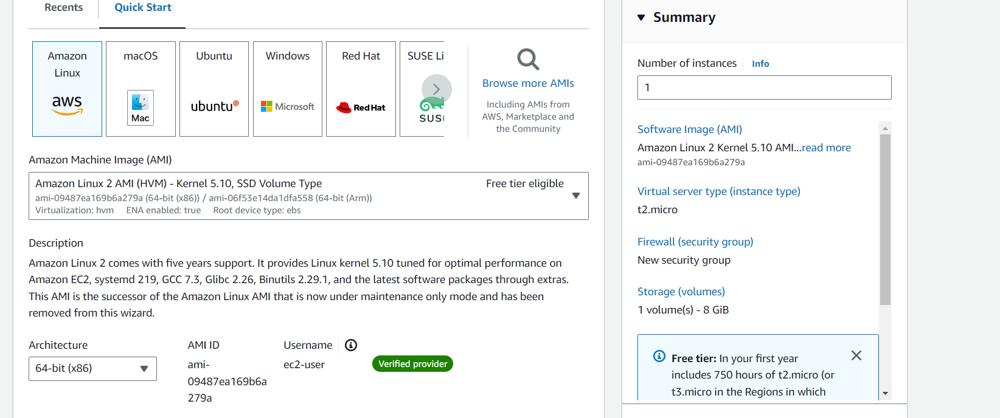 Recents
Quick Start
Amazon
Linux
aws
macOS
Mac
Ubuntu
ubuntu
Windows
Microsoft
Red Hat
Red Hat
SUSE Li
SUS
Browse more AMIs
Including AMIs from
AWS, Marketplace and
the Community
Amazon Machine Image (AMI)
Amazon Linux 2 AMI (HVM) - Kernel 5.10, SSD Volume Type
Free tier eligible
ami-09487ea169b6a279a (64-bit (x86)) / ami-06f53e14da1dfa558 (64-bit (Arm))
Virtualization: hvm ENA enabled: true Root device type: ebs
Description
Amazon Linux 2 comes with five years support. It provides Linux kernel 5.10 tuned for optimal performance on
Amazon EC2, systemd 219, GCC 7.3, Glibc 2.26, Binutils 2.29.1, and the latest software packages through extras.
This AMI is the successor of the Amazon Linux AMI that is now under maintenance only mode and has been
removed from this wizard.
Architecture
64-bit (x86)
AMI ID
ami-
09487ea169b6a
279a
Username
ec2-user
Verified provider
Summary
Number of instances Info
1
Software Image (AMI)
Amazon Linux 2 Kernel 5.10 AMI...read more
ami-09487ea169b6a279a
Virtual server type (instance type)
t2.micro
Firewall (security group)
New security group
Storage (volumes)
1 volume(s) - 8 GiB
Free tier: In your first year
includes 750 hours of t2.micro (or
t3.micro in the Regions in which